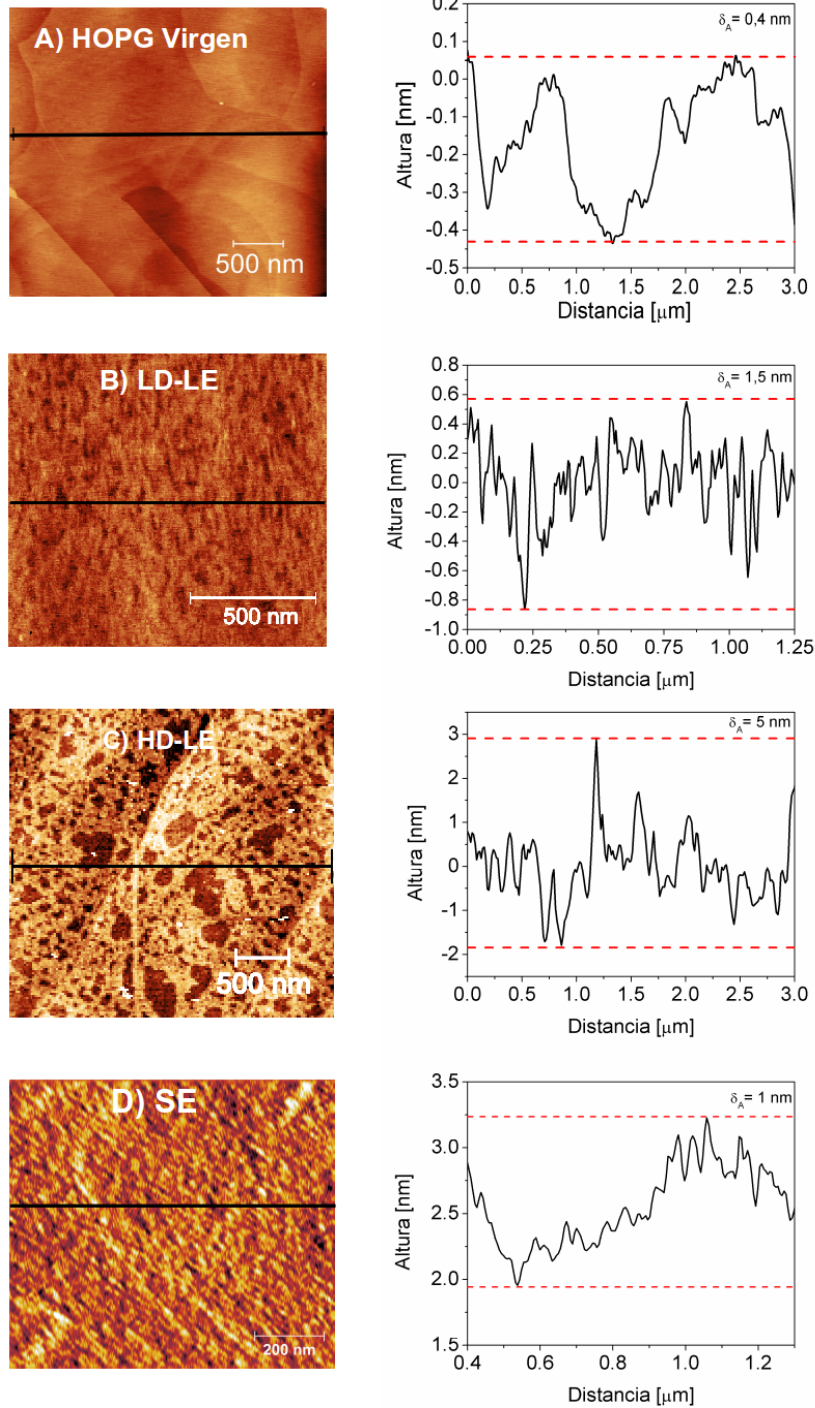 A) HOPG Virgen
500 nm
δA = 0,4 nm
Altura [nm]
0.1
0.0
-0.1
-0.2
-0.3
-0.4
-0.5
0.0 0.5 1.0 1.5 2.0 2.5 3.0
Distancia [μm]
B) LD-LE
500 nm
δA= 1,5 nm
Altura [nm]
0.8
0.6
0.4
0.2
0.0
-0.2
-0.4
-0.6
-0.8
-1.0
0.00 0.25 0.50 0.75 1.00 1.25
Distancia [μm]
C) HD-LE
500 nm
δA= 5 nm
Altura [nm]
3
2
1
0
-1
-2
0.0 0.5 1.0 1.5 2.0 2.5 3.0
Distancia [μm]
D) SE
200 nm
δA= 1 nm
Altura [nm]
3.5
3.0
2.5
2.0
1.5
0.4 0.6 0.8 1.0 1.2
Distancia [μm]